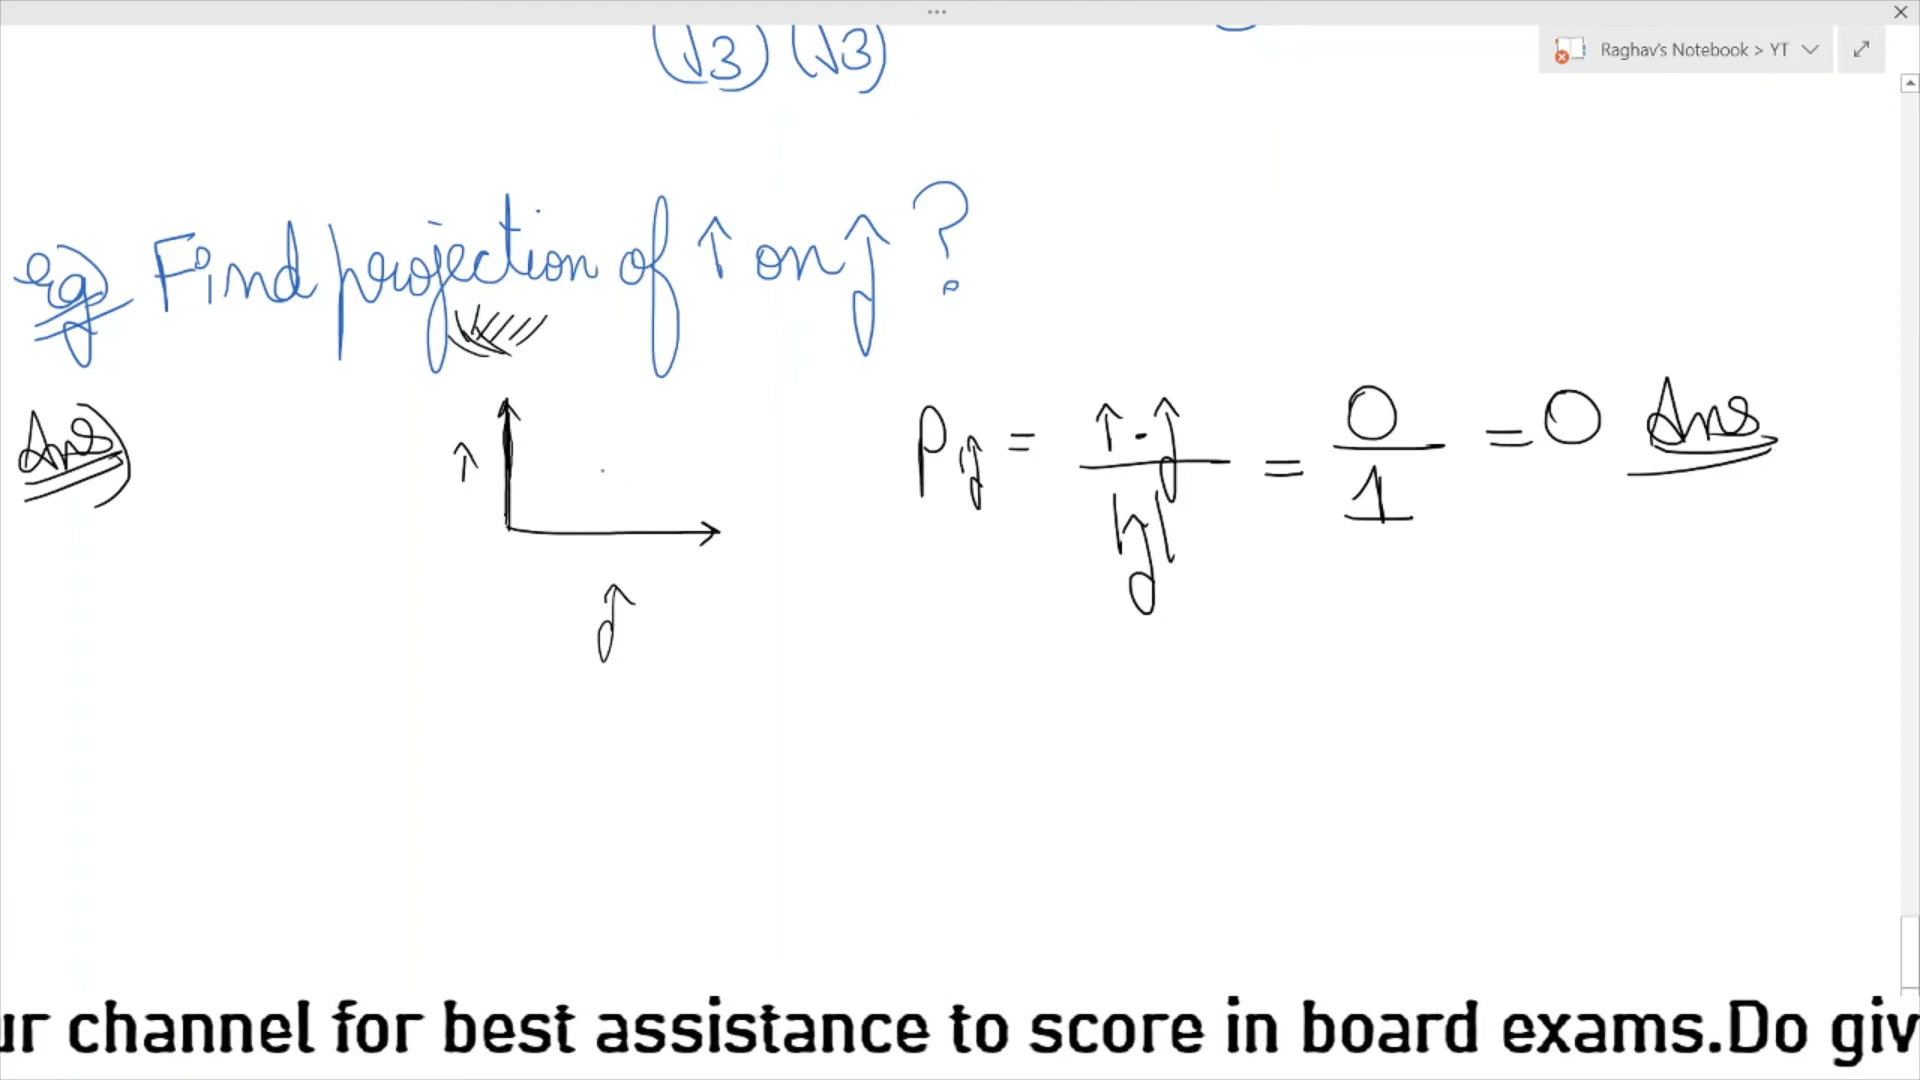 Raghav's Notebook > YT
(√3) (√3)
eg) Find projection of î on ĵ ?
Ans)
î
ĵ
P îĵ = î · ĵ / |ĵ| = 0 / 1 = 0 Ans
ur channel for best assistance to score in board exams.Do giv